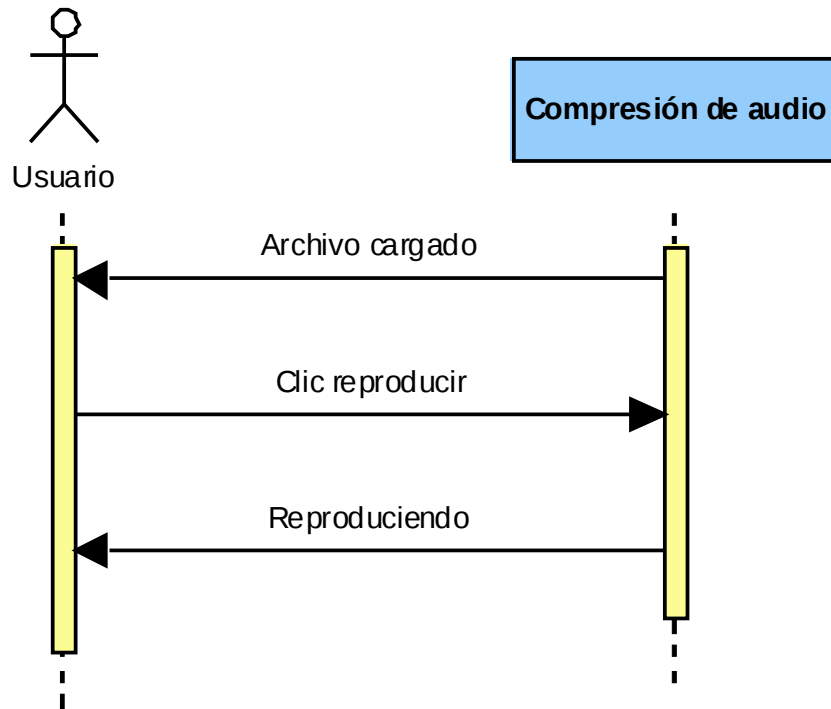 Compresión de audio
Usuario
Archivo cargado
Clic reproducir
Reproduciendo